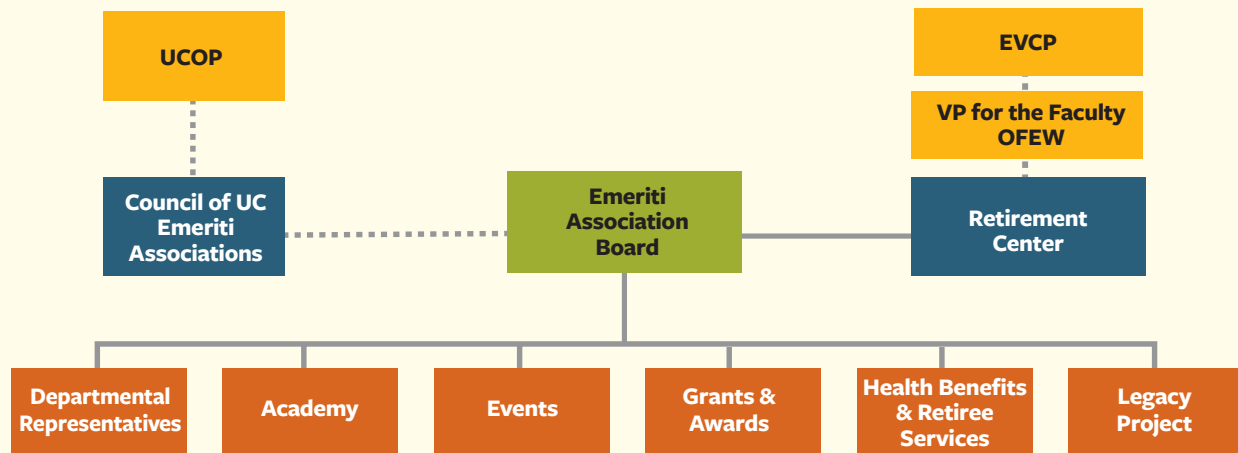 UCOP
EVCP
VP for the Faculty
OFEW
Council of UC
Emeriti
Associations
Emeriti
Association
Board
Retirement
Center
Departmental
Representatives
Academy
Events
Grants &
Awards
Health Benefits
& Retiree
Services
Legacy
Project